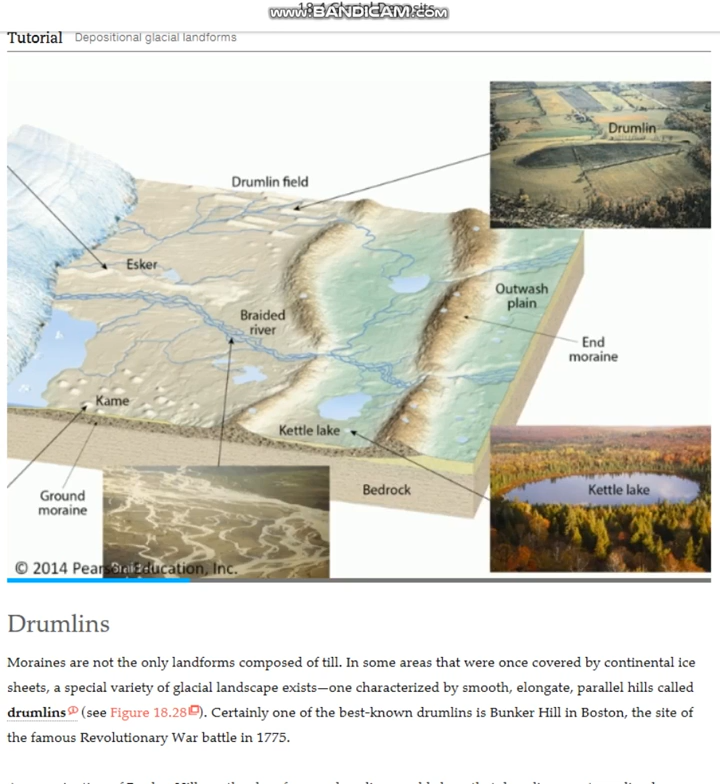 www.BANDICAM.com
Tutorial Depositional glacial landforms
Drumlin
Drumlin field
Esker
Outwash
plain
Braided
river
End
moraine
Kame
Kettle lake
Kettle lake
Bedrock
Ground
moraine
© 2014 Pearson Education, Inc.
Drumlins
Moraines are not the only landforms composed of till. In some areas that were once covered by continental ice
sheets, a special variety of glacial landscape exists—one characterized by smooth, elongate, parallel hills called
drumlins (see Figure 18.28). Certainly one of the best-known drumlins is Bunker Hill in Boston, the site of
the famous Revolutionary War battle in 1775.